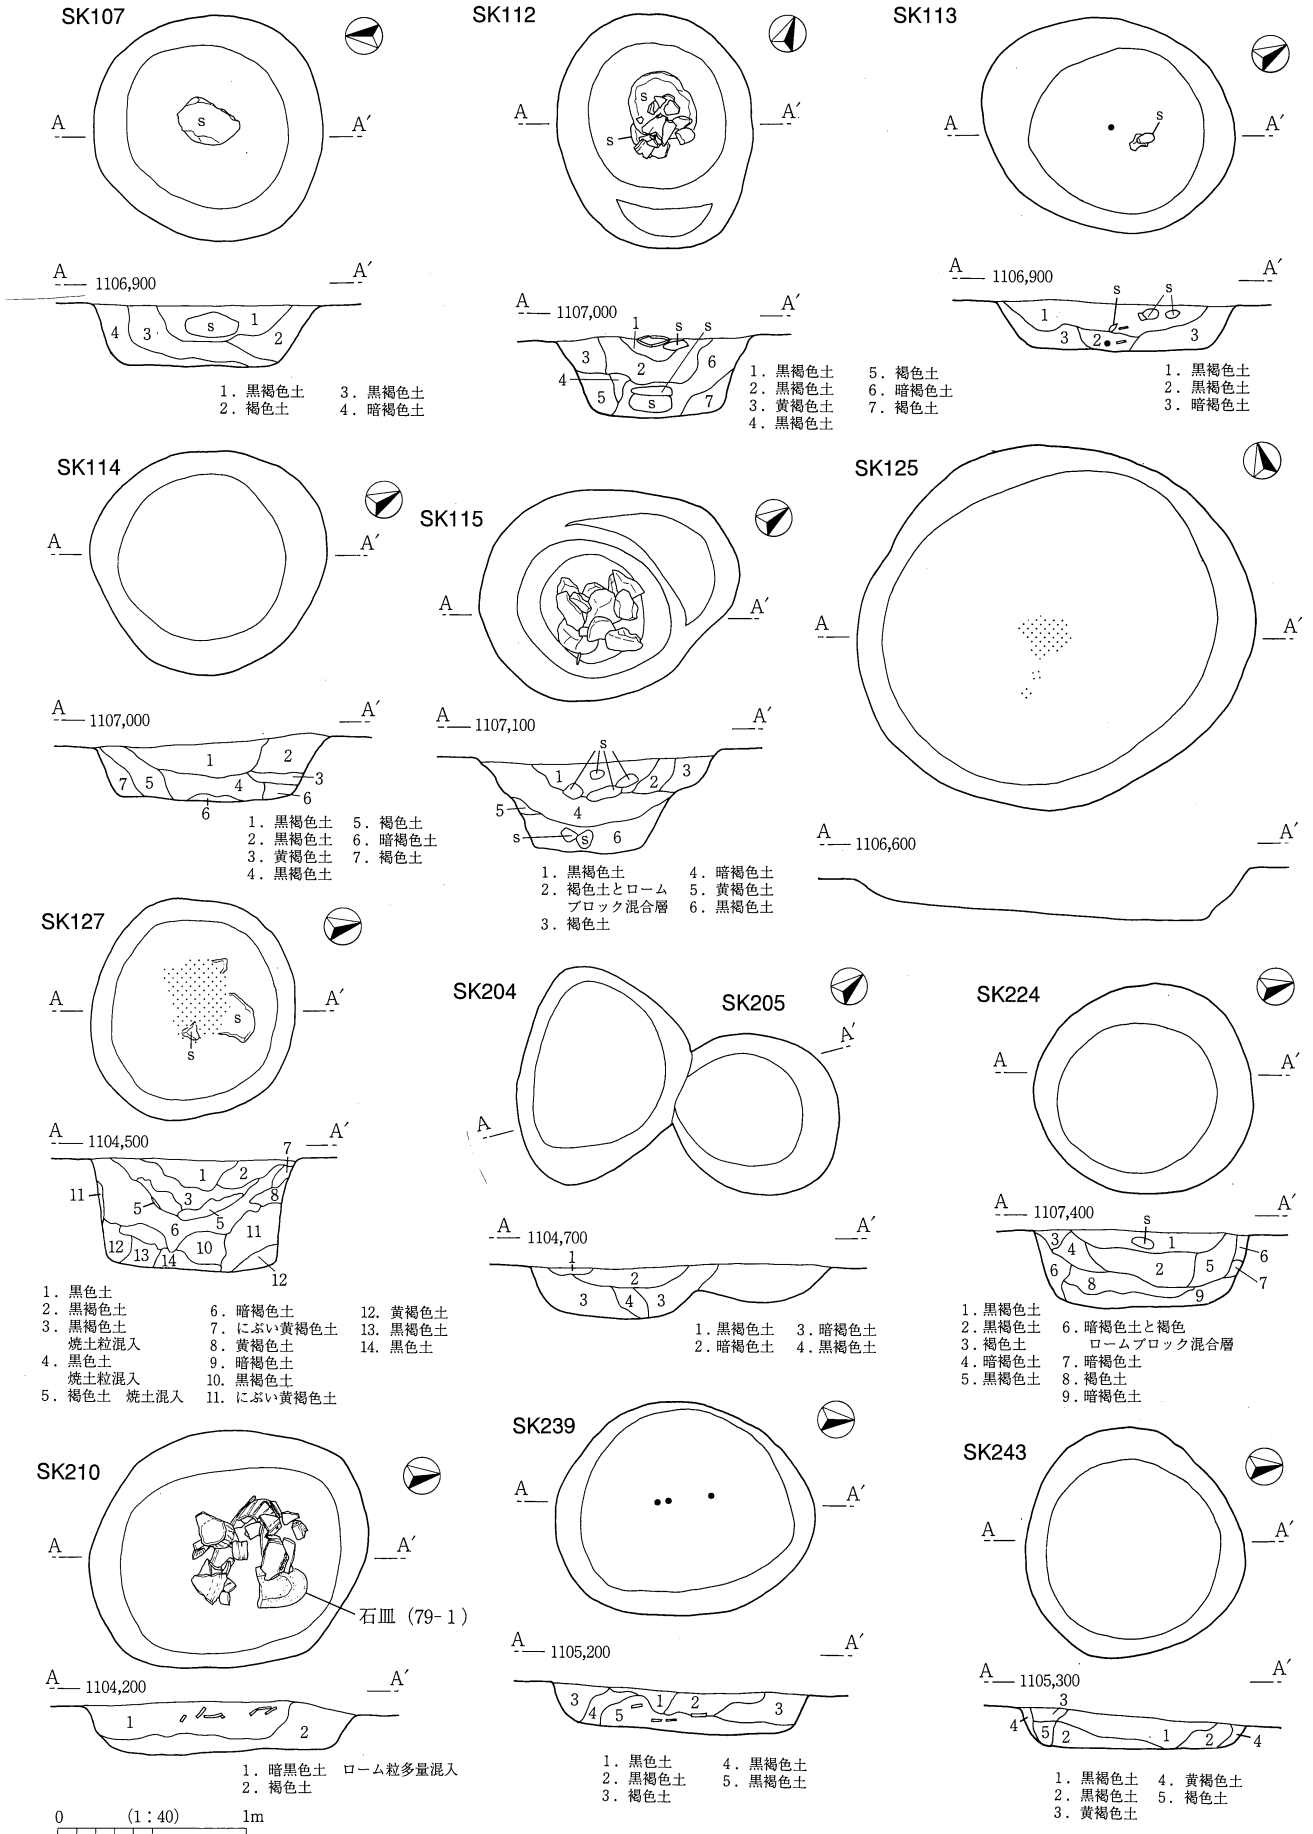 SK107
A A′
S
A 1106,900 A′
4 3 S 1 2
1. 黒褐色土 3. 黒褐色土
2. 褐色土 4. 暗褐色土
SK112
A A′
S
S
A 1107,000 A′
1 S S
3 2 6
4 5 S 7
1. 黒褐色土 5. 褐色土
2. 黒褐色土 6. 暗褐色土
3. 黄褐色土 7. 褐色土
4. 黒褐色土
SK113
A A′
S
A 1106,900 A′
S S
1 3 2 3
1. 黒褐色土
2. 黒褐色土
3. 暗褐色土
SK114
A A′
A 1107,000 A′
7 5 1 4 2 3
6 6
1. 黒褐色土 5. 褐色土
2. 黒褐色土 6. 暗褐色土
3. 黄褐色土 7. 褐色土
4. 黒褐色土
SK115
A A′
A 1107,100 A′
S
1 2 3
5 4
S S 6
1. 黒褐色土 4. 暗褐色土
2. 褐色土とローム 5. 黄褐色土
ブロック混合層 6. 黒褐色土
3. 褐色土
SK125
A A′
A 1106,600 A′
SK127
A A′
S
S
A 1104,500 A′
7
1 2
11 3 8
5 6 5 11
12 13 14 10
12
1. 黒色土
2. 黒褐色土 6. 暗褐色土 12. 黄褐色土
3. 黒褐色土 7. にぶい黄褐色土 13. 黒褐色土
焼土粒混入 8. 黄褐色土 14. 黒色土
4. 黒色土 9. 暗褐色土
焼土粒混入 10. 黒褐色土
5. 褐色土 焼土混入 11. にぶい黄褐色土
SK204
SK205
A A′
A 1104,700 A′
1 2
3 4 3
1. 黒褐色土 3. 暗褐色土
2. 暗褐色土 4. 黒褐色土
SK224
A A′
A 1107,400 A′
S
3 4 1 6
6 8 2 5 7
9
1. 黒褐色土
2. 黒褐色土 6. 暗褐色土と褐色
3. 褐色土 ロームブロック混合層
4. 暗褐色土 7. 暗褐色土
5. 黒褐色土 8. 褐色土
9. 暗褐色土
SK210
A A′
石皿 (79-1)
A 1104,200 A′
1 2
1. 暗黒色土 ローム粒多量混入
2. 褐色土
SK239
A A′
A 1105,200 A′
3 4 5 1 2 3
1. 黒色土 4. 黒褐色土
2. 黒褐色土 5. 黒褐色土
3. 褐色土
SK243
A A′
A 1105,300 A′
3
4 5 2 1 2 4
1. 黒褐色土 4. 黄褐色土
2. 黒褐色土 5. 褐色土
3. 黄褐色土
0 (1:40) 1m